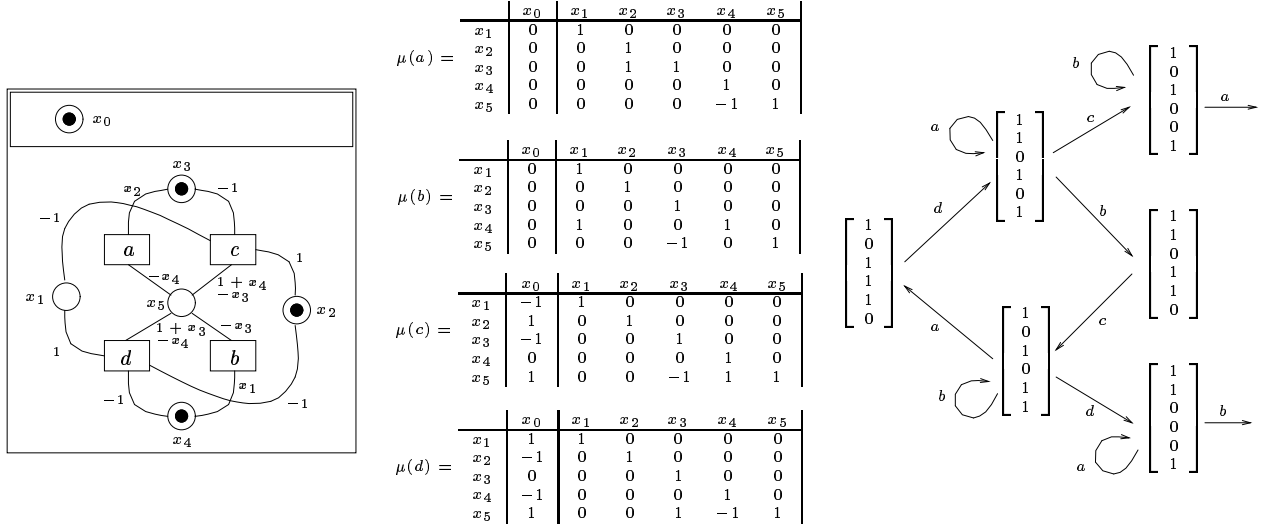 x0
x3
x2
−1
−1
a
c
−x4
1 + x4
−x3
1
x1
x5
x2
1 + x3
−x4
−x3
1
d
b
−1
x1
−1
x4
x0 x1 x2 x3 x4 x5
x1 0 1 0 0 0 0
x2 0 0 1 0 0 0
μ(a) = x3 0 0 1 1 0 0
x4 0 0 0 0 1 0
x5 0 0 0 0 −1 1
x0 x1 x2 x3 x4 x5
x1 0 1 0 0 0 0
x2 0 0 1 0 0 0
μ(b) = x3 0 0 0 1 0 0
x4 0 1 0 0 1 0
x5 0 0 0 −1 0 1
x0 x1 x2 x3 x4 x5
x1 −1 1 0 0 0 0
x2 1 0 1 0 0 0
μ(c) = x3 −1 0 0 1 0 0
x4 0 0 0 0 1 0
x5 1 0 0 −1 1 1
x0 x1 x2 x3 x4 x5
x1 1 1 0 0 0 0
x2 −1 0 1 0 0 0
μ(d) = x3 0 0 0 1 0 0
x4 −1 0 0 0 1 0
x5 1 0 0 1 −1 1
1
0
1
1
1
0
d
a
a
1
1
0
1
0
1
c
b
b
1
0
1
0
0
1
a
1
1
0
1
1
0
c
b
1
0
1
0
1
1
d
a
1
1
0
0
0
1
b